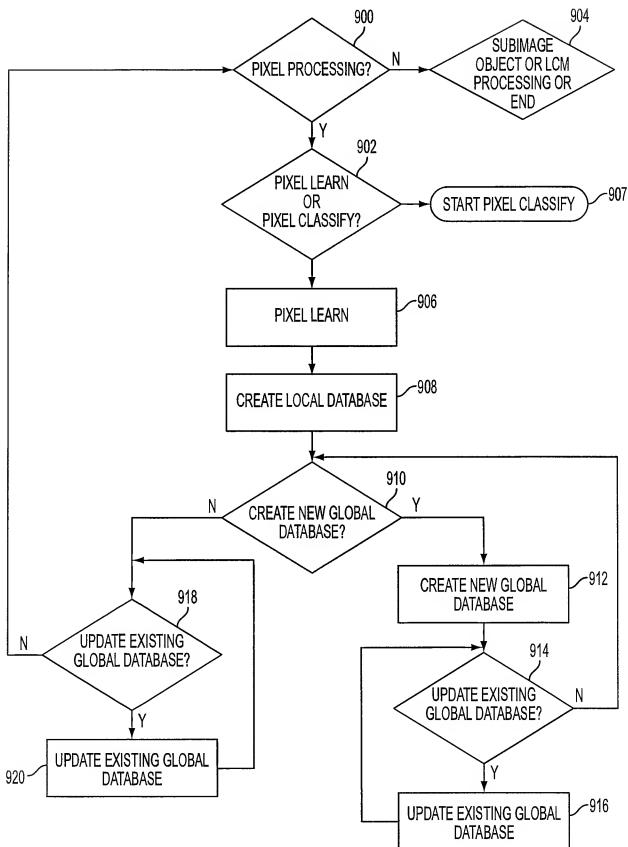 900
PIXEL PROCESSING?
N
904
SUBIMAGE
OBJECT OR LCM
PROCESSING OR
END
Y
902
PIXEL LEARN
OR
PIXEL CLASSIFY?
START PIXEL CLASSIFY
907
PIXEL LEARN
906
CREATE LOCAL DATABASE
908
910
N
CREATE NEW GLOBAL
DATABASE?
Y
CREATE NEW GLOBAL
DATABASE
912
918
N
UPDATE EXISTING
GLOBAL DATABASE?
Y
914
UPDATE EXISTING
GLOBAL DATABASE?
N
Y
920
UPDATE EXISTING GLOBAL
DATABASE
UPDATE EXISTING GLOBAL
DATABASE
916